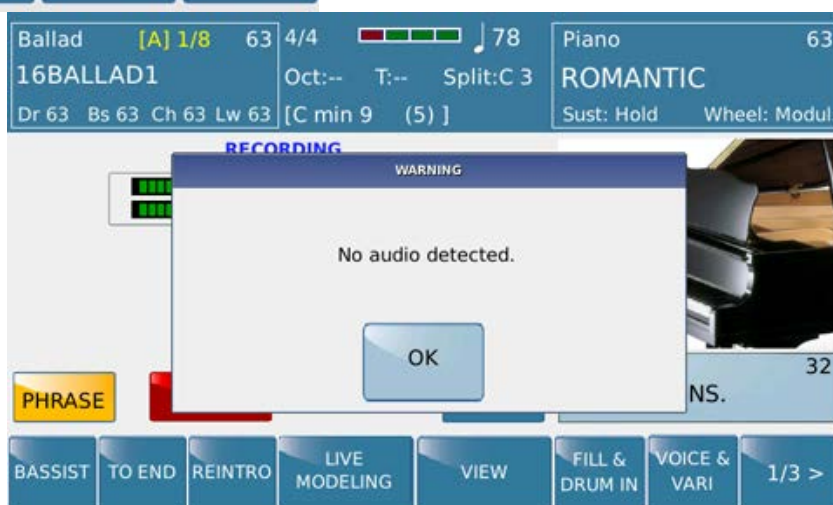 Ballad [A] 1/8 63
16BALLAD1
Dr 63 Bs 63 Ch 63 Lw 63
4/4 78
Oct:-- T:-- Split:C 3
[C min 9 (5) ]
Piano 63
ROMANTIC
Sust: Hold Wheel: Modul
RECORDING
WARNING
No audio detected.
OK
32
NS.
PHRASE
BASSIST
TO END
REINTRO
LIVE
MODELING
VIEW
FILL &
DRUM IN
VOICE &
VARI
1/3 >